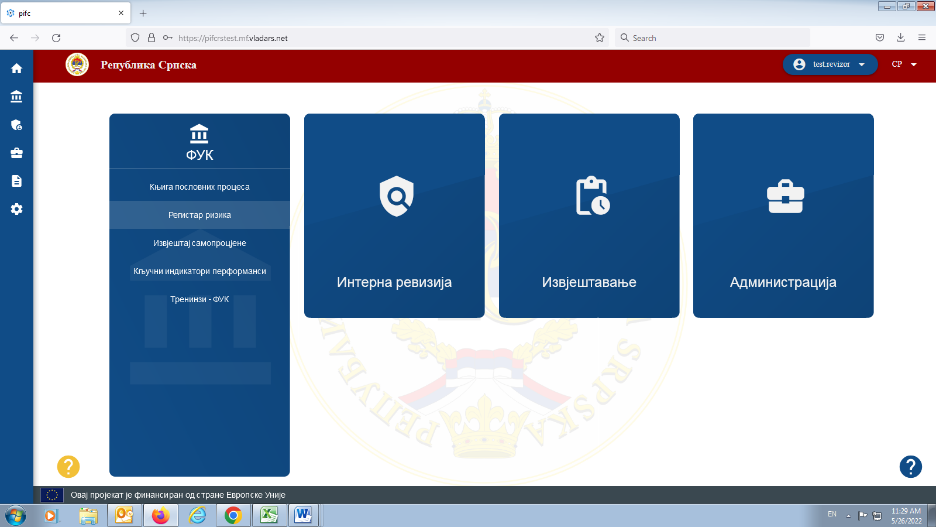 pifc
https://pifcrstest.mf.vladars.net
Search
Република Српска
test.revizor
СР
ФУК
Књига пословних процеса
Регистар ризика
Извјештај самопроцјене
Кључни индикатори перформанси
Тренинзи - ФУК
Интерна ревизија
Извјештавање
Администрација
Овај пројекат је финансиран од стране Европске Уније
EN
11:29 AM
5/26/2022